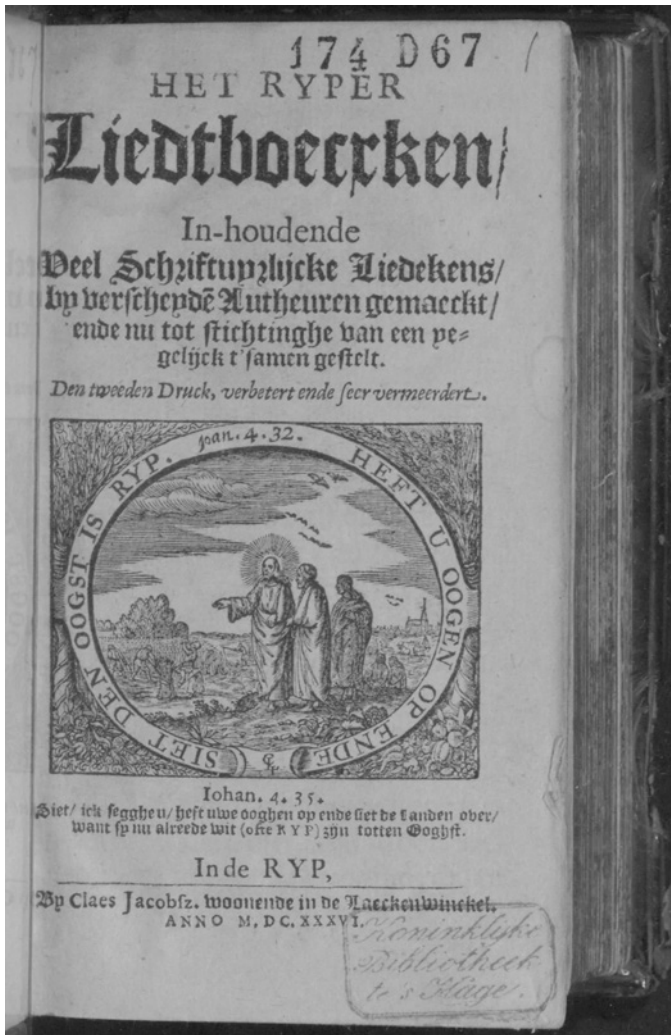 174 D67
HET RYPER
Liedtboecxken/
In-houdende
Veel Schriftuyrlijcke Liedekens/
by verscheydē Autheuren gemaeckt/
ende nu tot stichtinghe van een ye-
gelijck t'samen gestelt.
Den tweeden Druck, verbetert ende seer vermeerdert.
Joan. 4. 32.
HEFT U OOGEN OP ENDE
SIET DEN OOGST IS RYP.
Iohan. 4. 35.
Siet/ ick segghe u/ heft uwe ooghen op ende siet de Landen over/
want sy nu alreede wit (ofte RYP) zijn totten Ooghst.
In de RYP,
By Claes Jacobsz. woonende in de Laeckenwinckel.
ANNO M, DC, XXXVI.
Koninklijke
Bibliotheek
te 's Hage.